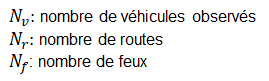 N_v: nombre de véhicules observés
N_r: nombre de routes
N_f: nombre de feux